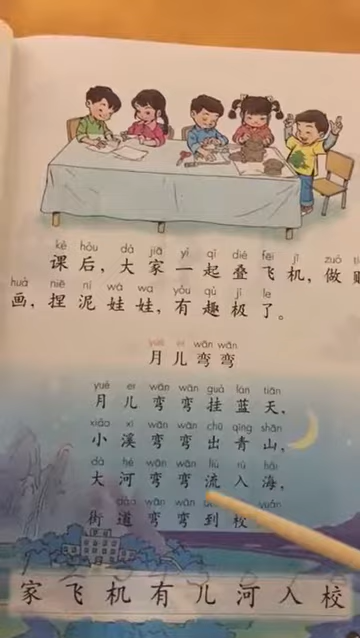 kè hòu dà jiā yì qǐ dié fēi jī zuò
课后，大家一起叠飞机，做
huà niē ní wá wa yǒu qù jí le
画，捏泥娃娃，有趣极了。
yuè er wān wān
月儿弯弯
yuè er wān wān guà lán tiān
月儿弯弯挂蓝天，
xiǎo xī wān wān chū qīng shān
小溪弯弯出青山，
dà hé wān wān liú rù hǎi
大河弯弯流入海，
dào wān wān yuán
街道弯弯到校
家飞机有儿河入校